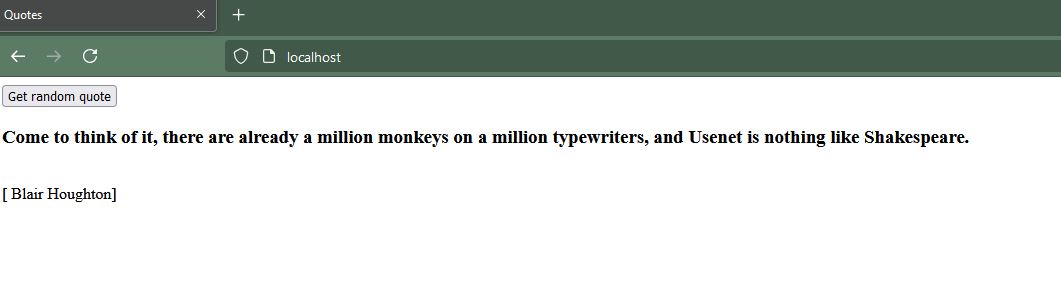 Quotes
localhost
Get random quote
Come to think of it, there are already a million monkeys on a million typewriters, and Usenet is nothing like Shakespeare.
[ Blair Houghton]